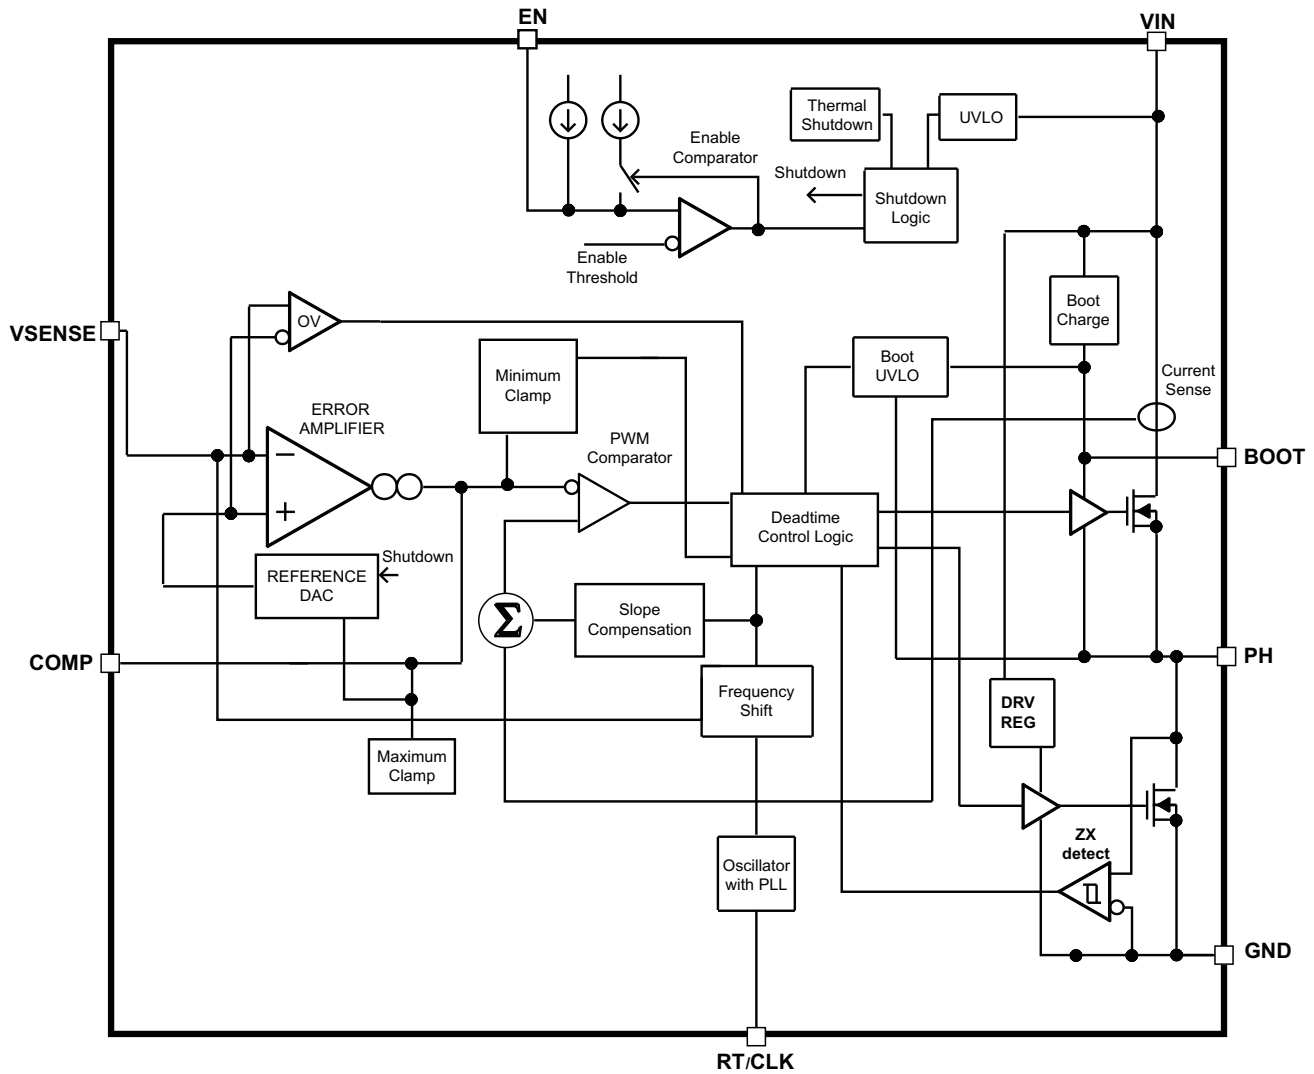 EN
VIN
Thermal
Shutdown
UVLO
Enable
Comparator
Shutdown
Shutdown
Logic
Enable
Threshold
Boot
Charge
OV
VSENSE
Minimum
Clamp
Boot
UVLO
Current
Sense
ERROR
AMPLIFIER
PWM
Comparator
BOOT
−
+
Deadtime
Control Logic
Shutdown
REFERENCE
DAC
Σ
Slope
Compensation
COMP
PH
Frequency
Shift
DRV
REG
Maximum
Clamp
ZX
detect
Oscillator
with PLL
GND
RT/CLK